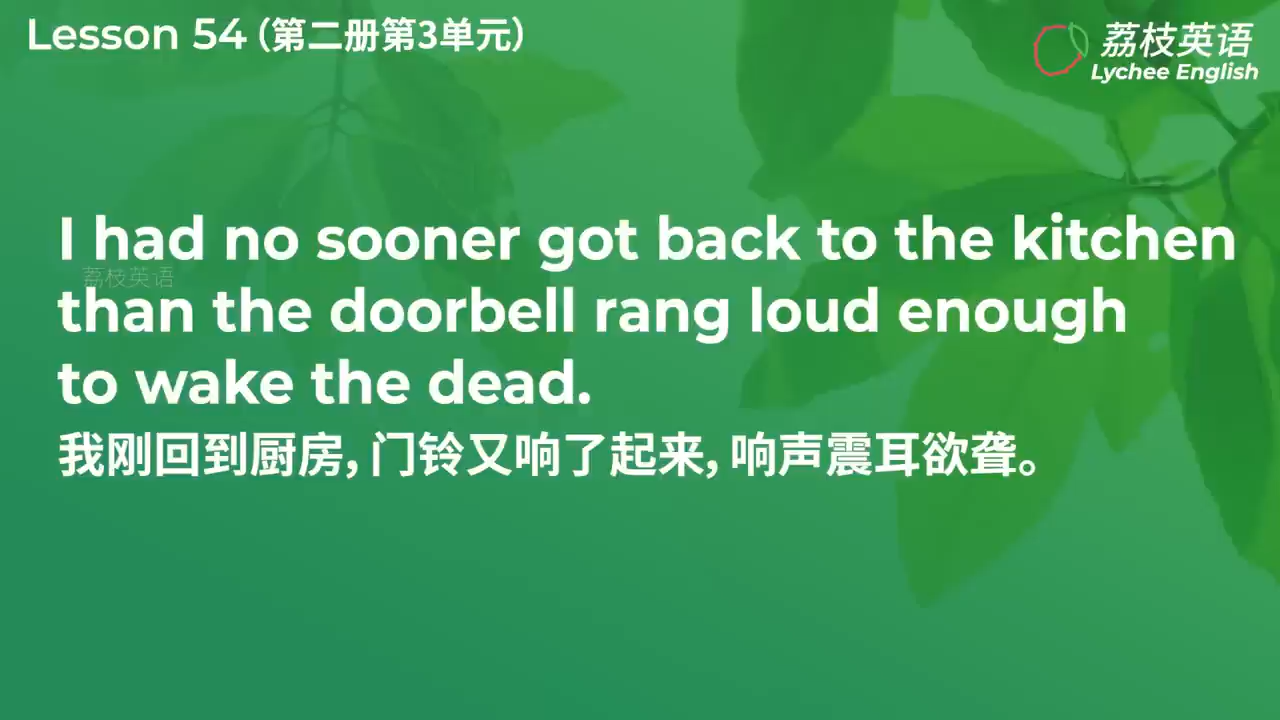 Lesson 54（第二册第3单元）
荔枝英语
Lychee English
I had no sooner got back to the kitchen
荔枝英语
than the doorbell rang loud enough
to wake the dead.
我刚回到厨房，门铃又响了起来，响声震耳欲聋。